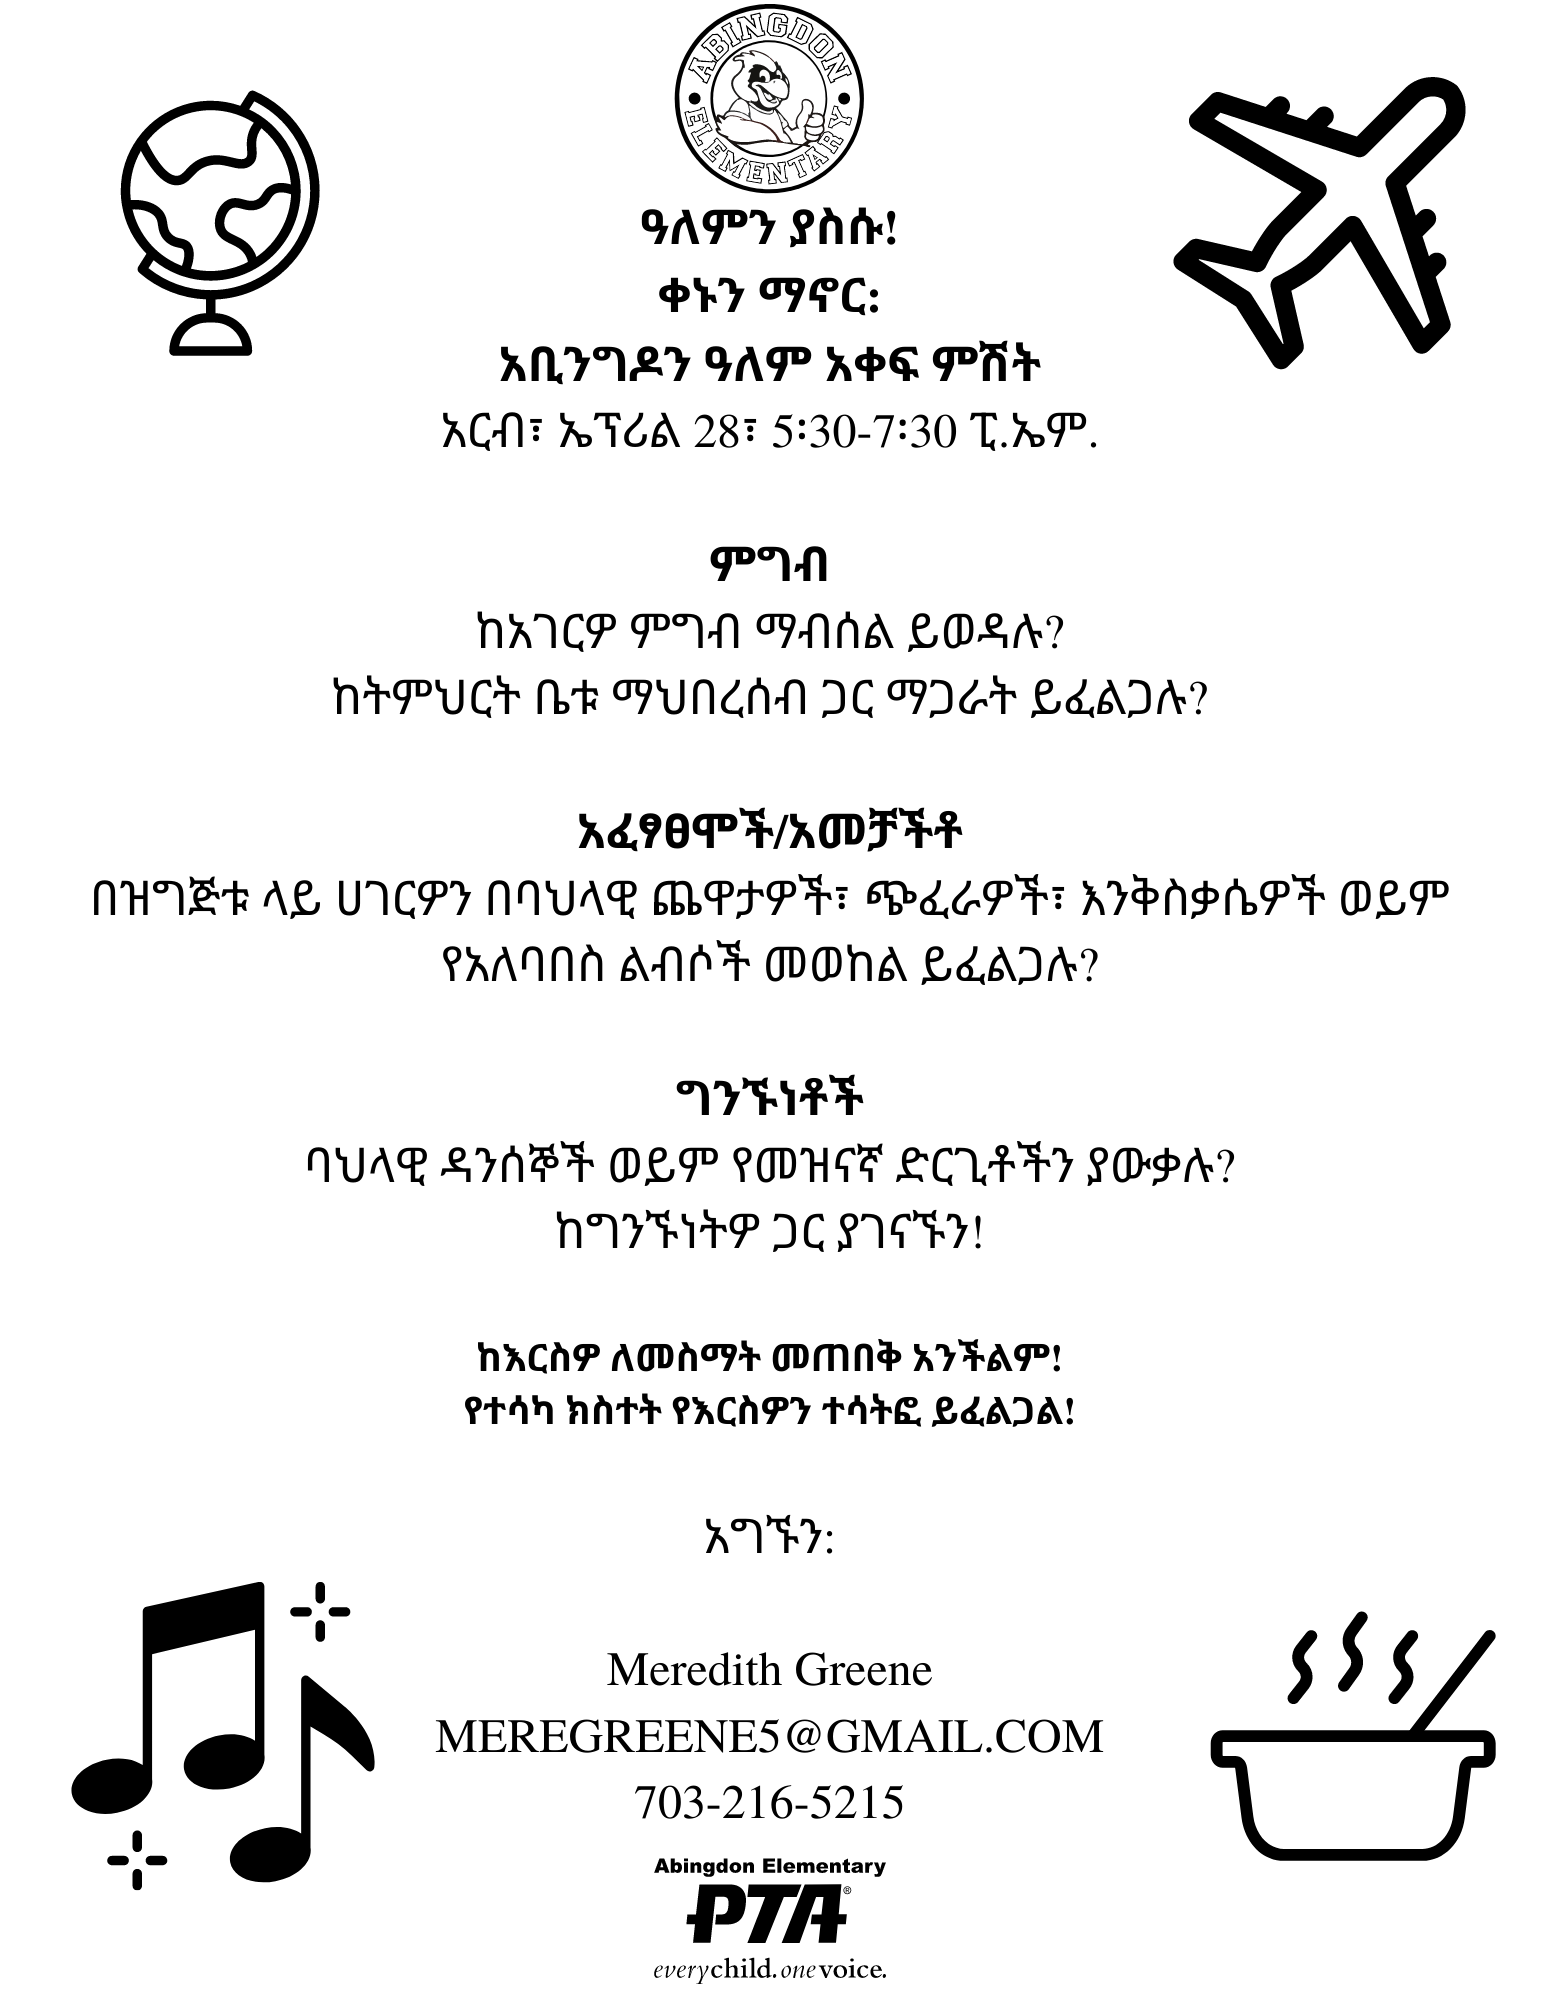 ABINGDON
ELEMENTARY
ዓለምን ያስሱ!
ቀኑን ማኖር:
አቢንግዶን ዓለም አቀፍ ምሽት
አርብ፣ ኤፕሪል 28፣ 5፡30-7፡30 ፒ.ኤም.
ምግብ
ከአገርዎ ምግብ ማብሰል ይወዳሉ?
ከትምህርት ቤቱ ማህበረሰብ ጋር ማጋራት ይፈልጋሉ?
አፈፃፀሞች/አመቻችቶ
በዝግጅቱ ላይ ሀገርዎን በባህላዊ ጨዋታዎች፣ ጭፈራዎች፣ እንቅስቃሴዎች ወይም
የአለባበስ ልብሶች መወከል ይፈልጋሉ?
ግንኙነቶች
ባህላዊ ዳንሰኞች ወይም የመዝናኛ ድርጊቶችን ያውቃሉ?
ከግንኙነትዎ ጋር ያገናኙን!
ከእርስዎ ለመስማት መጠበቅ አንችልም!
የተሳካ ክስተት የእርስዎን ተሳትፎ ይፈልጋል!
አግኙን:
Meredith Greene
MEREGREENE5@GMAIL.COM
703-216-5215
Abingdon Elementary
PTA®
everychild.onevoice.